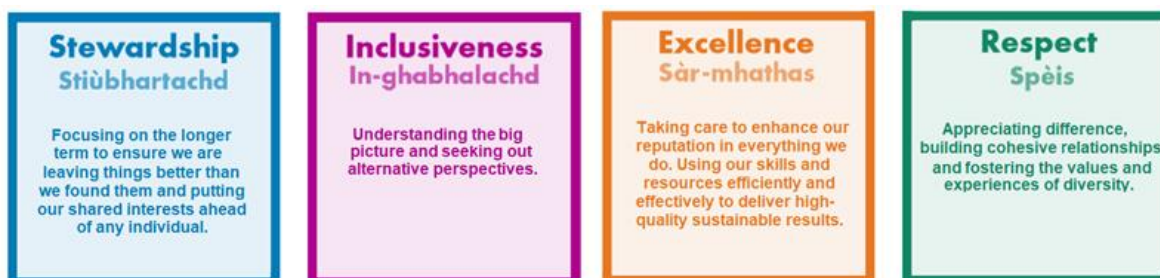 Stewardship
Stiùbhartachd
Focusing on the longer
term to ensure we are
leaving things better than
we found them and putting
our shared interests ahead
of any individual.
Inclusiveness
In-ghabhalachd
Understanding the big
picture and seeking out
alternative perspectives.
Excellence
Sàr-mhathas
Taking care to enhance our
reputation in everything we
do. Using our skills and
resources efficiently and
effectively to deliver high-
quality sustainable results.
Respect
Spèis
Appreciating difference,
building cohesive relationships
and fostering the values and
experiences of diversity.